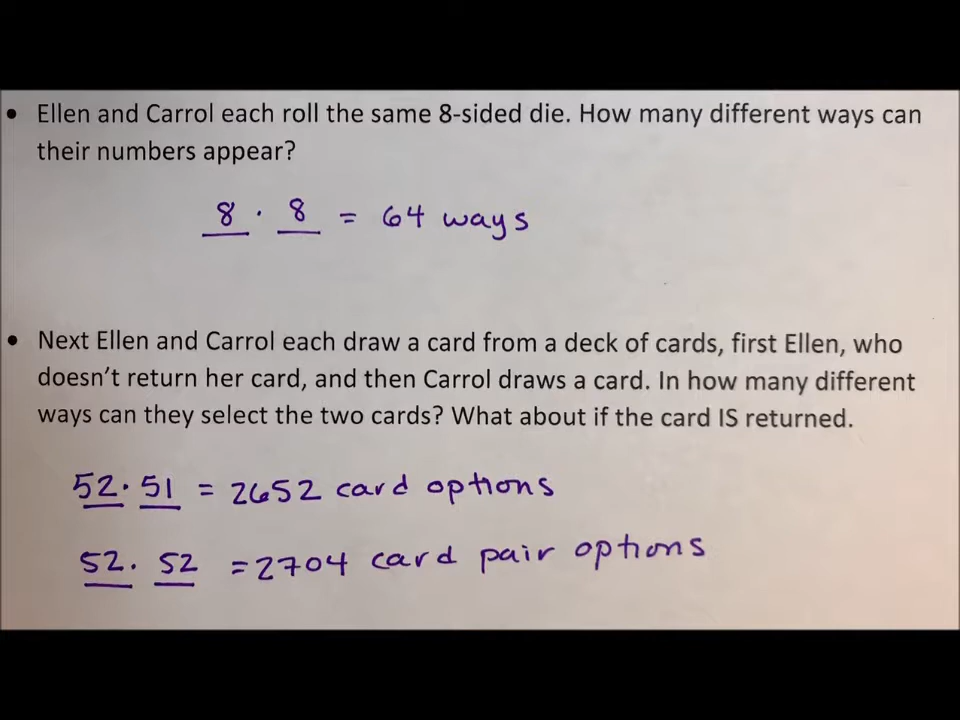 • Ellen and Carrol each roll the same 8-sided die. How many different ways can
their numbers appear?
8 · 8 = 64 ways
• Next Ellen and Carrol each draw a card from a deck of cards, first Ellen, who
doesn't return her card, and then Carrol draws a card. In how many different
ways can they select the two cards? What about if the card IS returned.
52 · 51 = 2652 card options
52 · 52 = 2704 card pair options